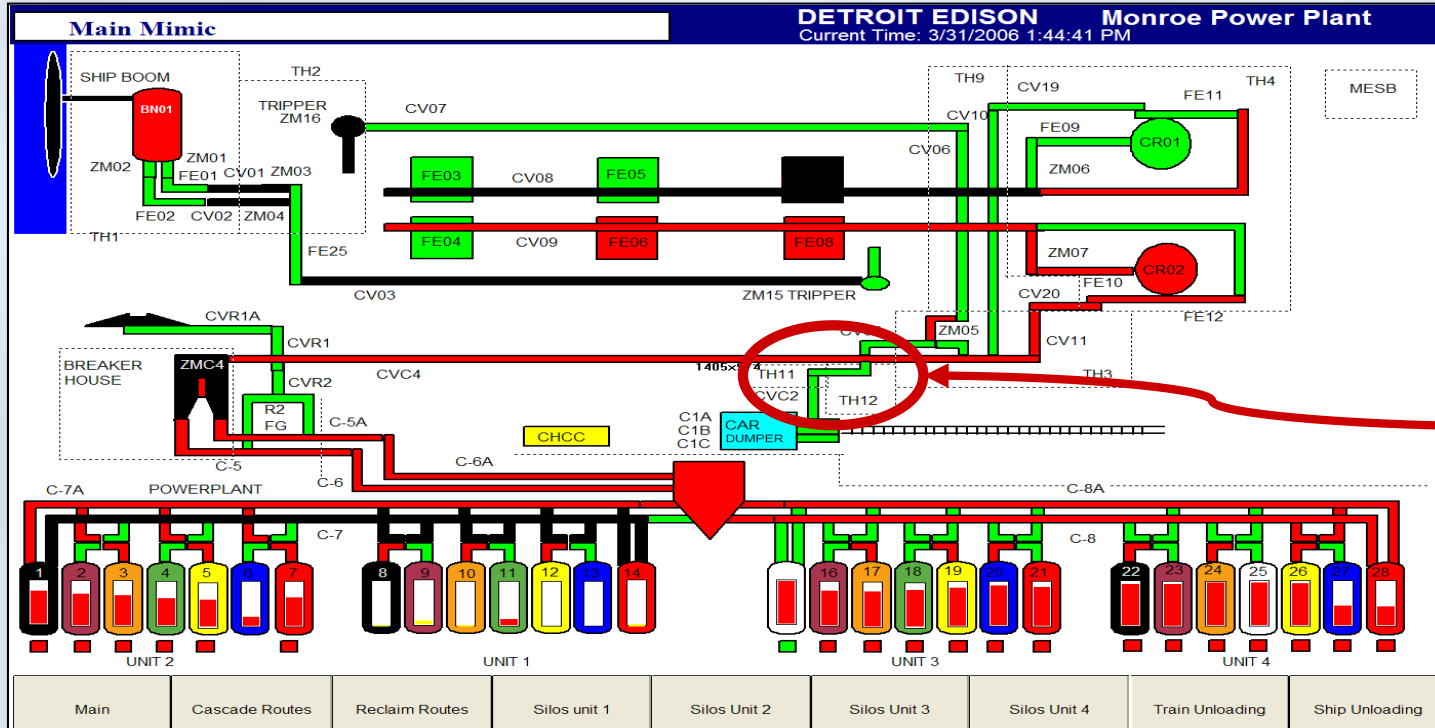 Main Mimic
DETROIT EDISON Monroe Power Plant
Current Time: 3/31/2006 1:44:41 PM
SHIP BOOM
TH2
TH9
CV19
TH4
FE11
MESB
BN01
TRIPPER
ZM16
CV07
CV10
FE09
CR01
CV06
ZM02
ZM01
FE01
CV01
ZM03
FE03
CV08
FE05
ZM06
FE02
CV02
ZM04
TH1
FE04
CV09
FE06
FE08
FE25
ZM07
CR02
FE10
CV03
ZM15 TRIPPER
CV20
FE12
CVR1A
ZM05
CVR1
CV11
BREAKER
HOUSE
ZMC4
CVR2
CVC4
TH11
TH3
CVC2
TH12
R2
FG
C-5A
C1A
C1B
C1C
CAR
DUMPER
CHCC
C-5
C-6A
C-6
C-7A
POWERPLANT
C-8A
C-7
C-8
1 2 3 4 5 6 7
8 9 10 11 12 13 14
16 17 18 19 20 21
22 23 24 25 26 27 28
UNIT 2
UNIT 1
UNIT 3
UNIT 4
Main
Cascade Routes
Reclaim Routes
Silos unit 1
Silos Unit 2
Silos Unit 3
Silos Unit 4
Train Unloading
Ship Unloading